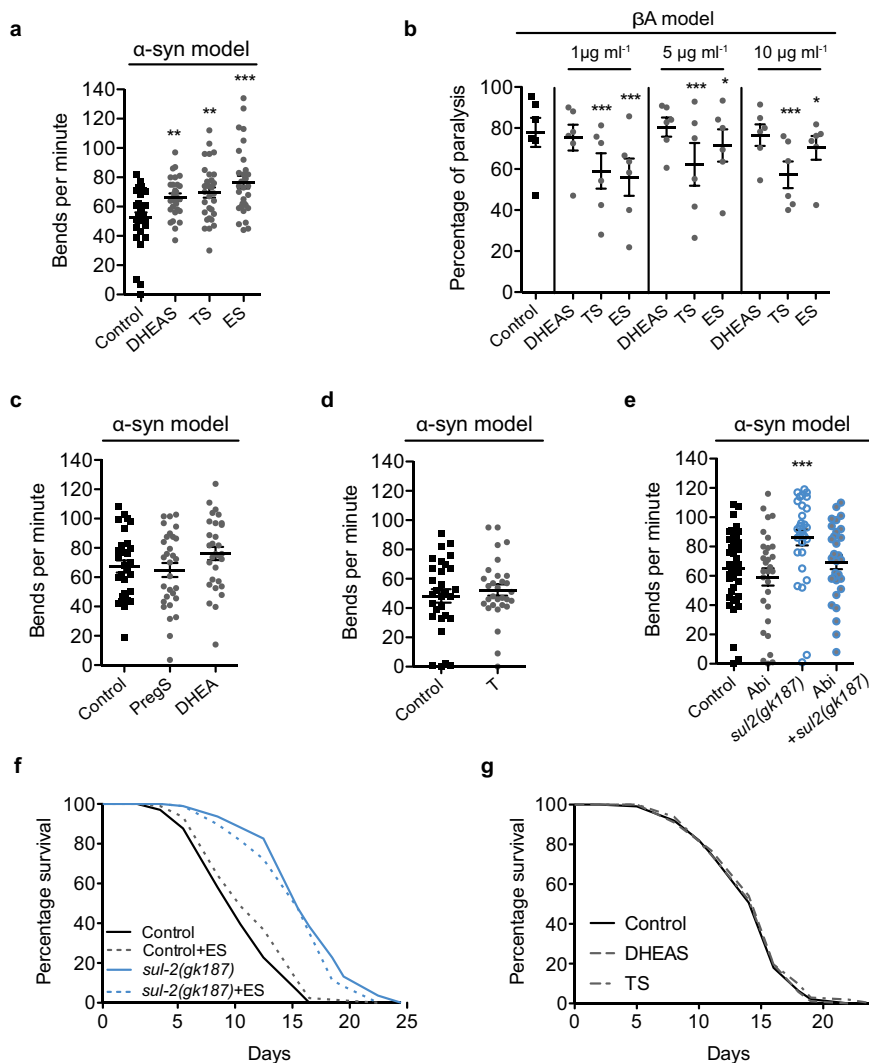 a
α-syn model
** ** ***
140
120
100
80
60
40
20
0
Bends per minute
Control DHEAS TS ES
b
βA model
1µg ml-1 5 µg ml-1 10 µg ml-1
*** *** *** * *** *
100
80
60
40
20
0
Percentage of paralysis
Control DHEAS TS ES DHEAS TS ES DHEAS TS ES
c
α-syn model
140
120
100
80
60
40
20
0
Bends per minute
Control PregS DHEA
d
α-syn model
140
120
100
80
60
40
20
0
Bends per minute
Control T
e
α-syn model
***
140
120
100
80
60
40
20
0
Bends per minute
Control Abi sul2(gk187) Abi
+sul2(gk187)
f
100
80
60
40
20
0
Percentage survival
Control
Control+ES
sul-2(gk187)
sul-2(gk187)+ES
0 5 10 15 20 25
Days
g
100
80
60
40
20
0
Percentage survival
Control
DHEAS
TS
0 5 10 15 20
Days